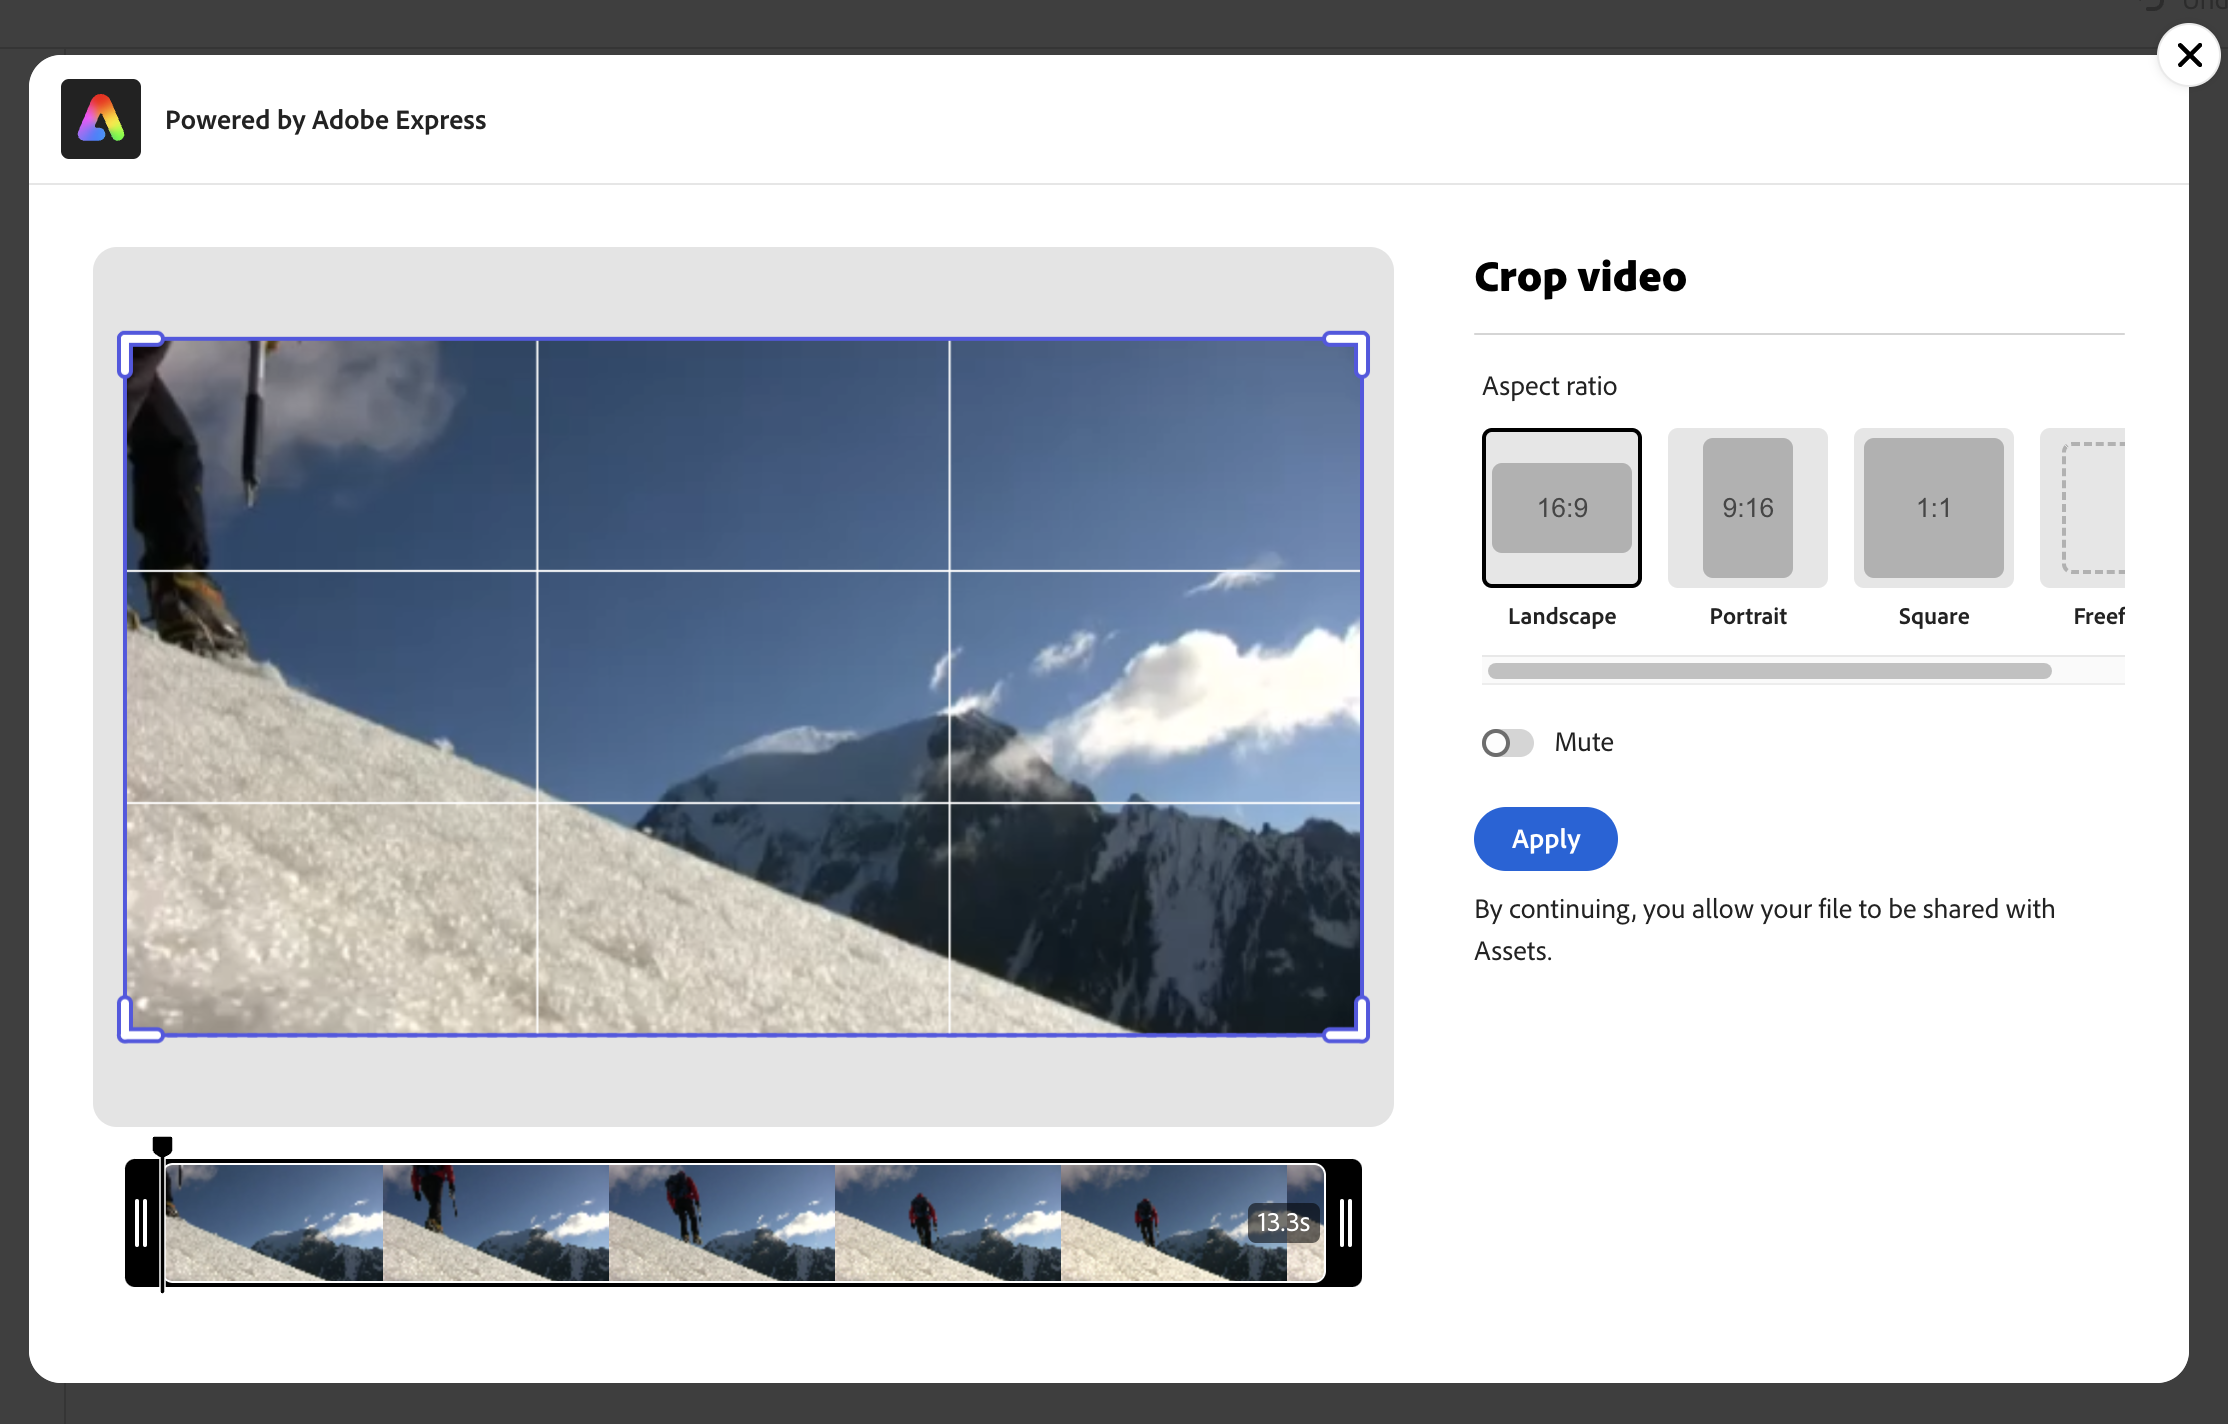 Powered by Adobe Express
Crop video
Aspect ratio
16:9
9:16
1:1
Landscape
Portrait
Square
Freef
Mute
Apply
By continuing, you allow your file to be shared with
Assets.
13.3s